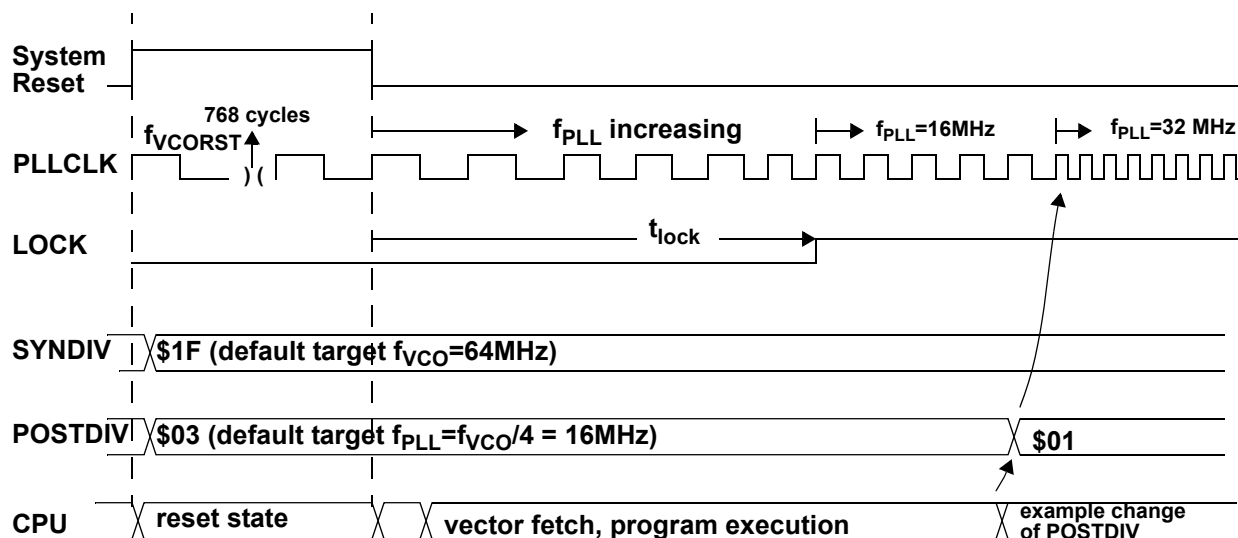 System
Reset
768 cycles
fVCORST
fPLL increasing
fPLL=16MHz
fPLL=32 MHz
PLLCLK
) (
LOCK
tlock
SYNDIV
$1F (default target fVCO=64MHz)
POSTDIV
$03 (default target fPLL=fVCO/4 = 16MHz)
$01
CPU
reset state
vector fetch, program execution
example change
of POSTDIV